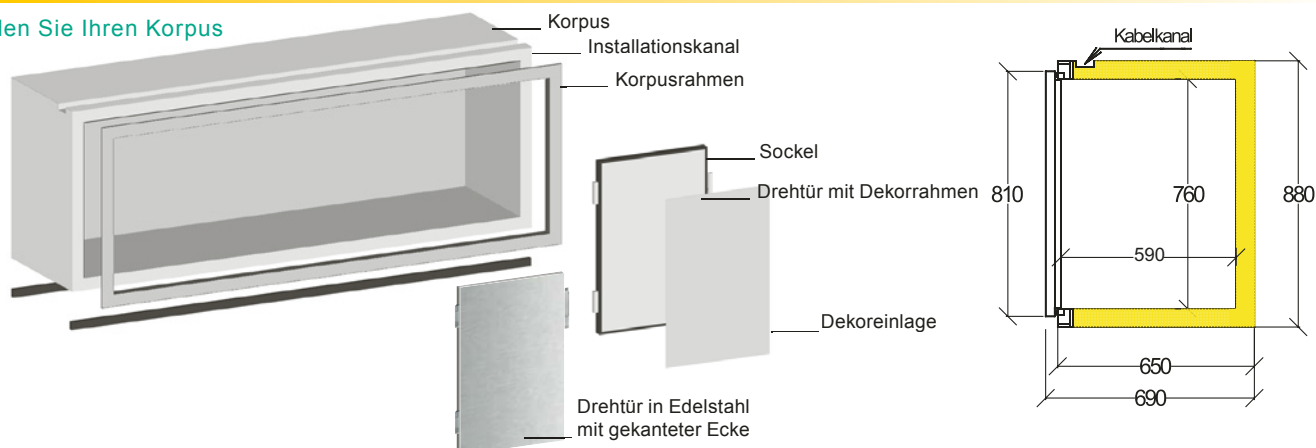 len Sie Ihren Korpus
Korpus
Installationskanal
Korpusrahmen
Sockel
Drehtür mit Dekorrahmen
Dekoreinlage
Drehtür in Edelstahl
mit gekanteter Ecke
Kabelkanal
810
760
880
590
650
690